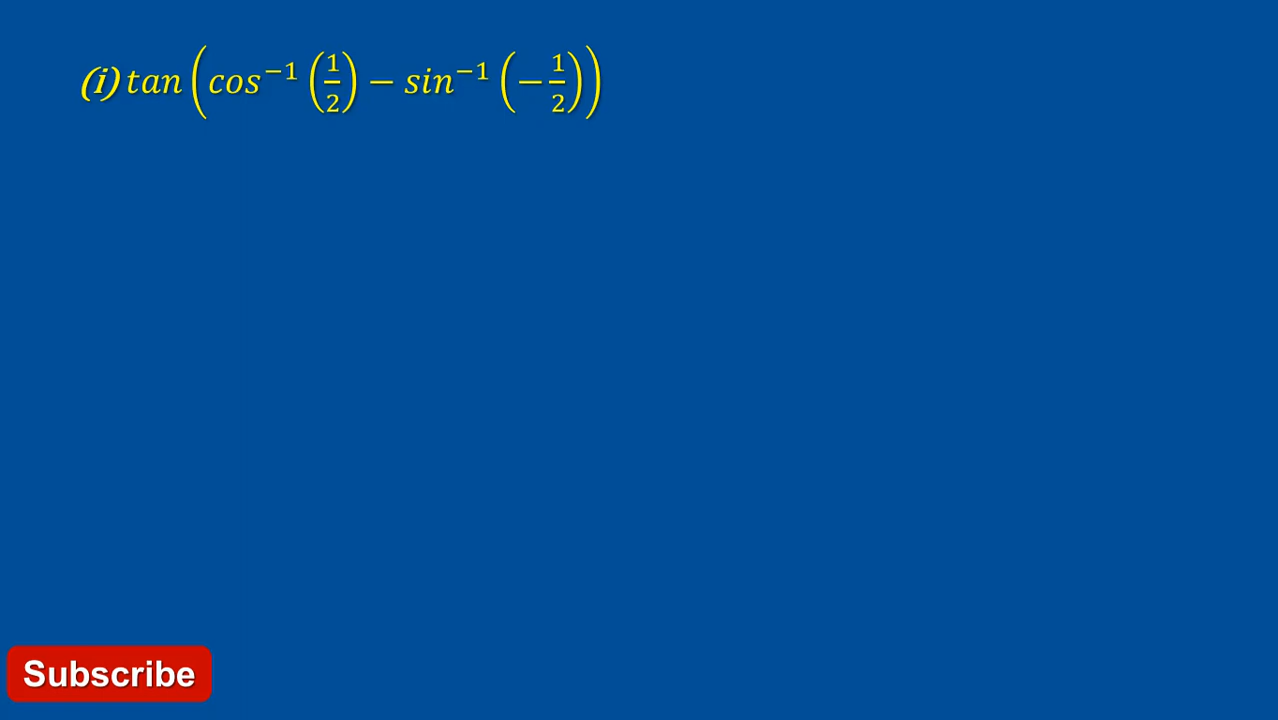 (i) tan(cos⁻¹(1/2) − sin⁻¹(−1/2))
Subscribe